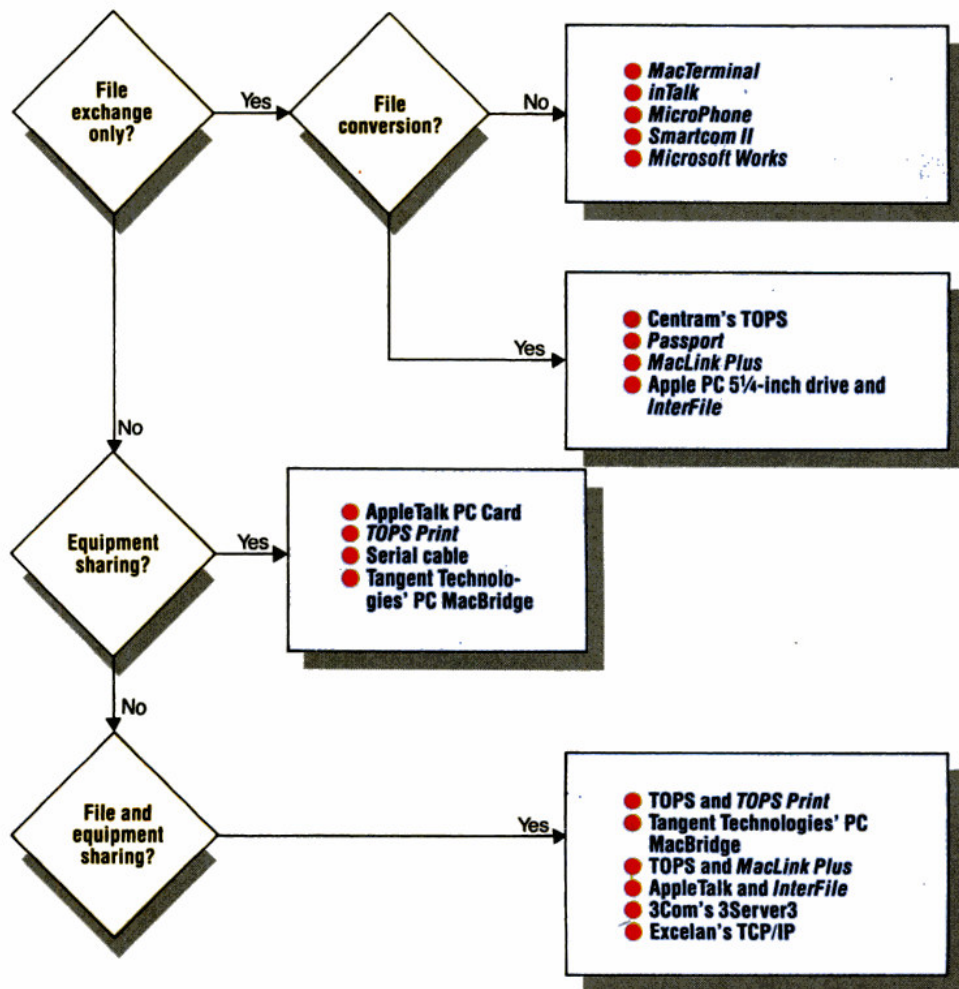 File
exchange
only?
Yes
File
conversion?
No
MacTerminal
inTalk
MicroPhone
Smartcom II
Microsoft Works
Yes
Centram's TOPS
Passport
MacLink Plus
Apple PC 5¼-inch drive and
InterFile
No
Equipment
sharing?
Yes
AppleTalk PC Card
TOPS Print
Serial cable
Tangent Technolo-
gies' PC MacBridge
No
File and
equipment
sharing?
Yes
TOPS and TOPS Print
Tangent Technologies' PC
MacBridge
TOPS and MacLink Plus
AppleTalk and InterFile
3Com's 3Server3
Excelan's TCP/IP